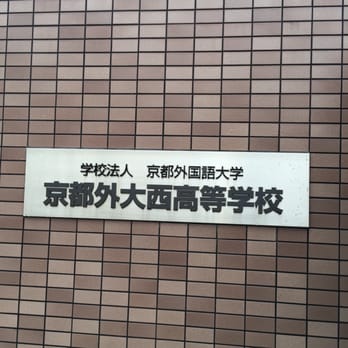 学校法人　京都外国語大学
京都外大西高等学校